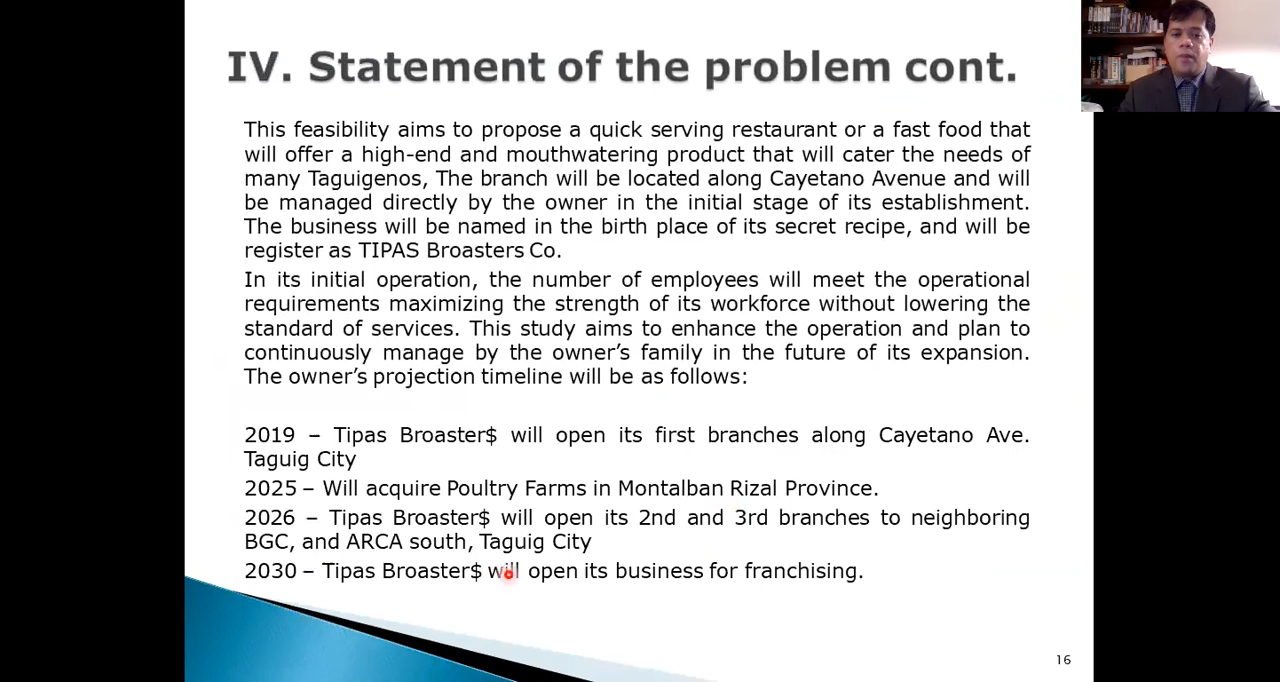 IV. Statement of the problem cont.
This feasibility aims to propose a quick serving restaurant or a fast food that
will offer a high-end and mouthwatering product that will cater the needs of
many Taguigenos, The branch will be located along Cayetano Avenue and will
be managed directly by the owner in the initial stage of its establishment.
The business will be named in the birth place of its secret recipe, and will be
register as TIPAS Broasters Co.
In its initial operation, the number of employees will meet the operational
requirements maximizing the strength of its workforce without lowering the
standard of services. This study aims to enhance the operation and plan to
continuously manage by the owner’s family in the future of its expansion.
The owner’s projection timeline will be as follows:
2019 – Tipas Broaster$ will open its first branches along Cayetano Ave.
Taguig City
2025 – Will acquire Poultry Farms in Montalban Rizal Province.
2026 – Tipas Broaster$ will open its 2nd and 3rd branches to neighboring
BGC, and ARCA south, Taguig City
2030 – Tipas Broaster$ will open its business for franchising.
16